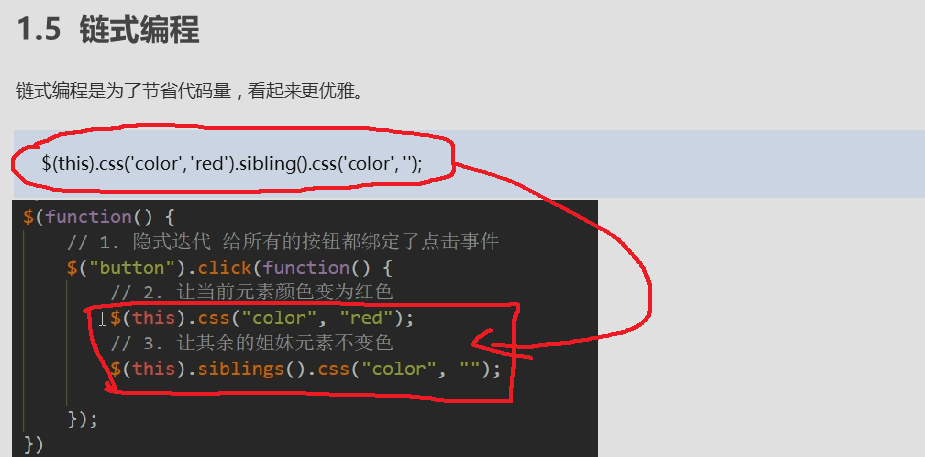 1.5 链式编程
链式编程是为了节省代码量，看起来更优雅。
$(this).css('color', 'red').sibling().css('color', '');
$(function() {
// 1. 隐式迭代 给所有的按钮都绑定了点击事件
$("button").click(function() {
// 2. 让当前元素颜色变为红色
$(this).css("color", "red");
// 3. 让其余的姐妹元素不变色
$(this).siblings().css("color", "");
});
})